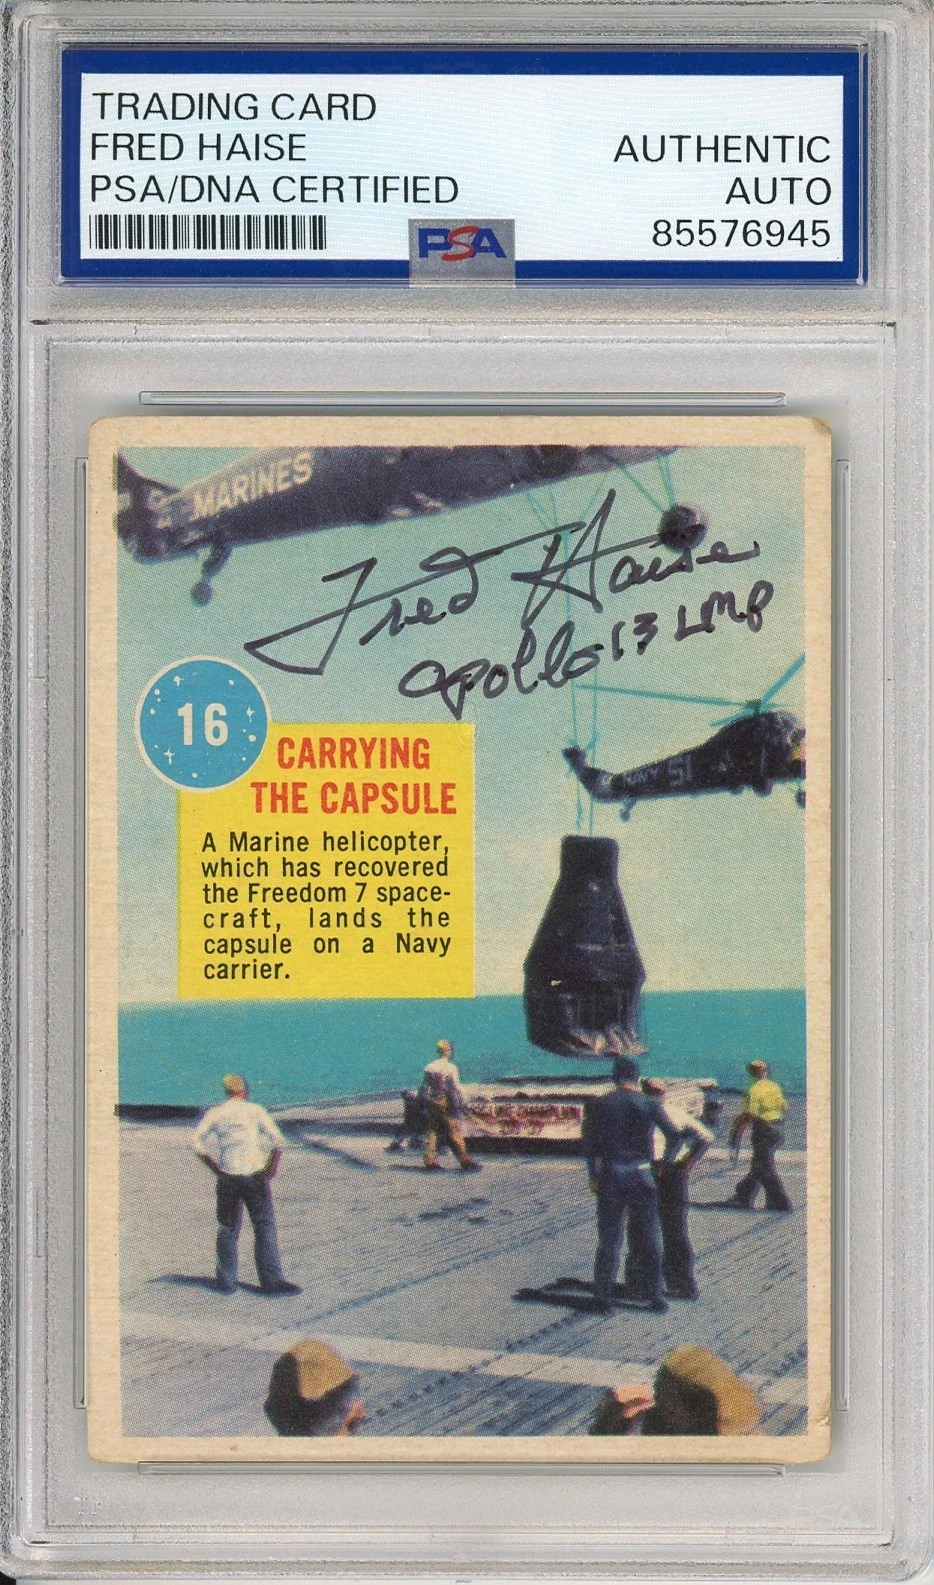 TRADING CARD
FRED HAISE
PSA/DNA CERTIFIED
AUTHENTIC
AUTO
85576945
PSA
MARINES
Fred Haise
Apollo 13 LMP
16
CARRYING
THE CAPSULE
A Marine helicopter,
which has recovered
the Freedom 7 space-
craft, lands the
capsule on a Navy
carrier.
NAVY 51
PSA